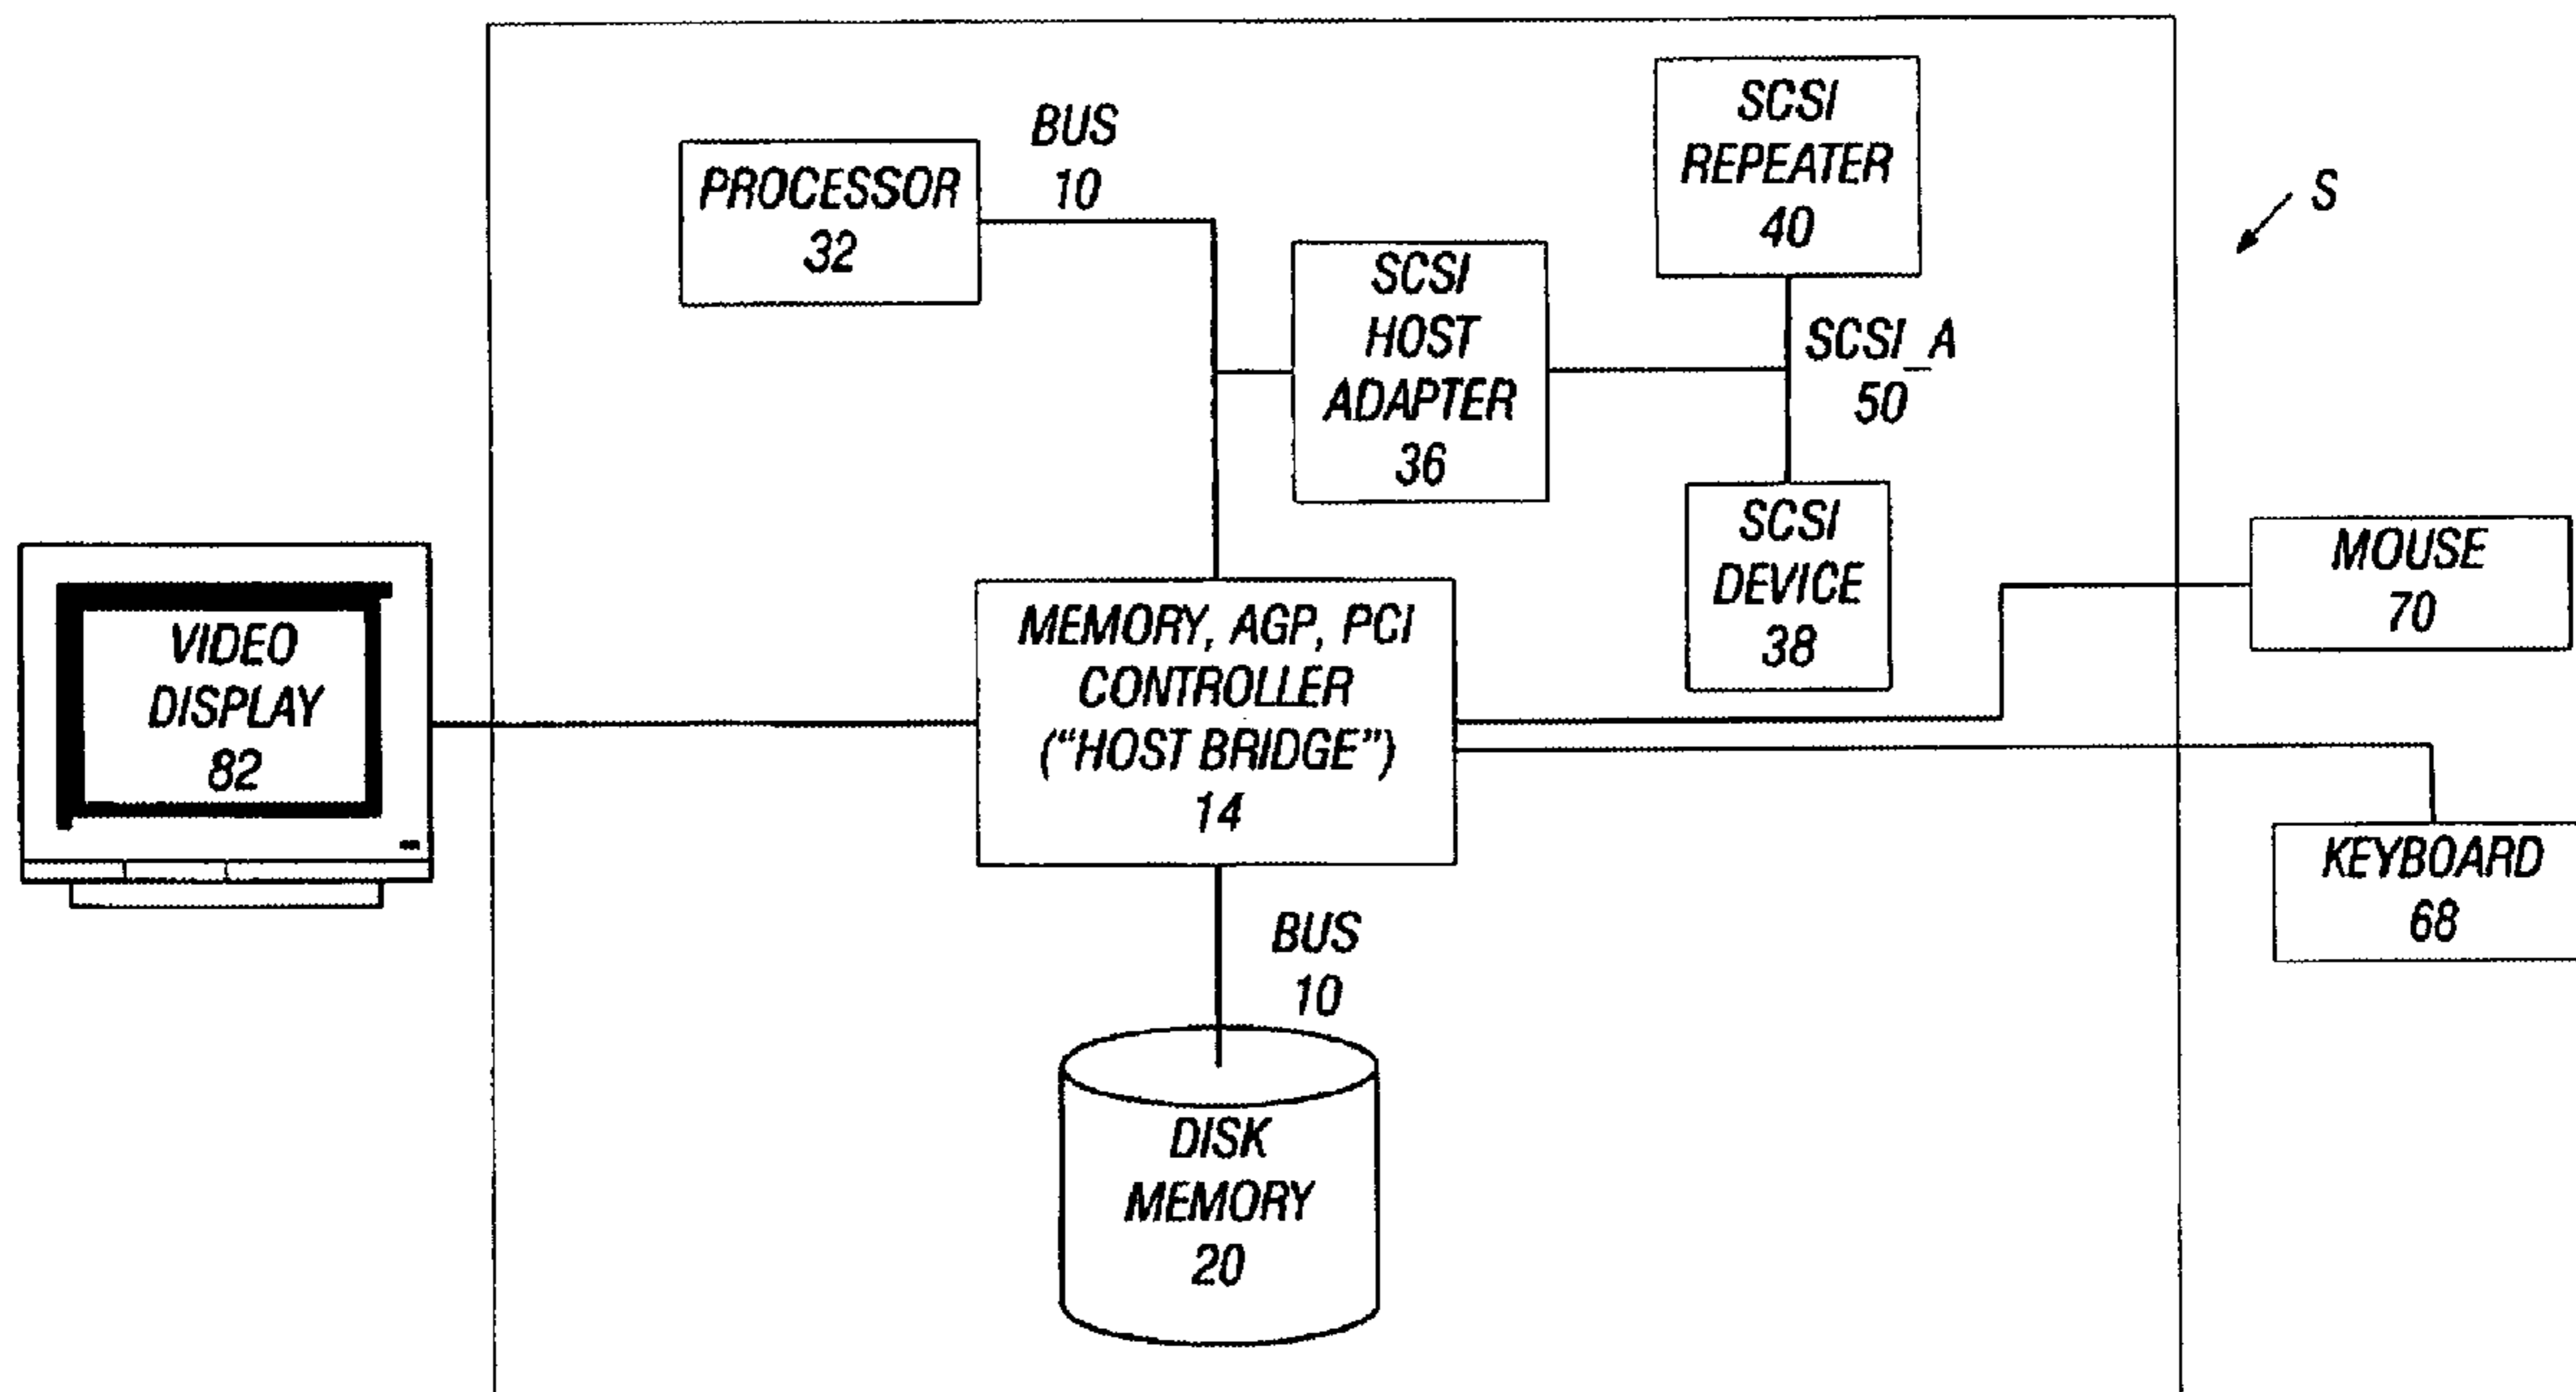 SCSI
REPEATER
40
BUS
10
PROCESSOR
32
S
SCSI
HOST
ADAPTER
36
SCSI_A
50
SCSI
DEVICE
38
MOUSE
70
VIDEO
DISPLAY
82
MEMORY, AGP, PCI
CONTROLLER
("HOST BRIDGE")
14
KEYBOARD
68
BUS
10
DISK
MEMORY
20